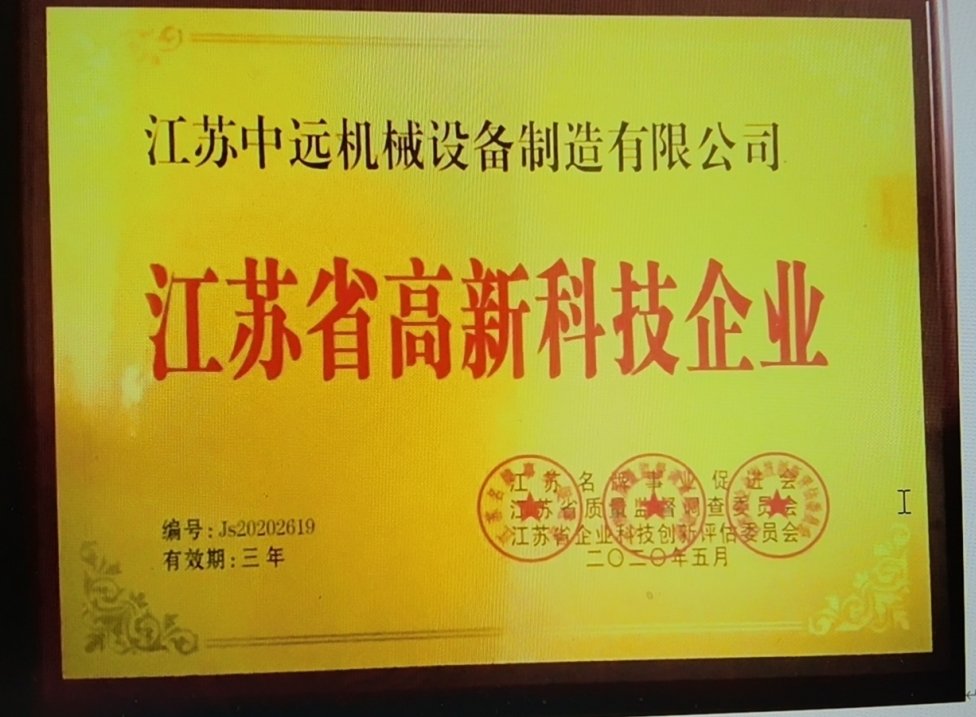 江苏中远机械设备制造有限公司
江苏省高新科技企业
江苏名牌事业促进会
江苏省质量监督调查委员会
江苏省企业科技创新评估委员会
二〇二〇年五月
编号:Js20202619
有效期:三年